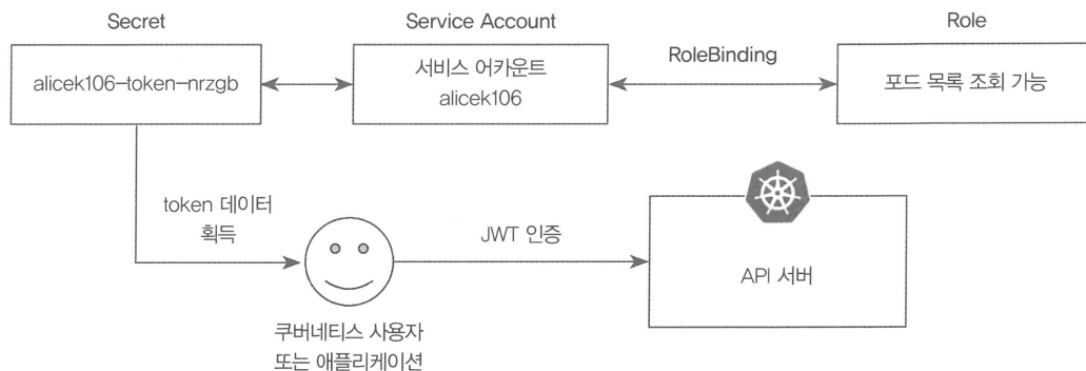 Secret
Service Account
Role
alicek106-token-nrzgb
서비스 어카운트
alicek106
RoleBinding
포드 목록 조회 가능
token 데이터
획득
JWT 인증
API 서버
쿠버네티스 사용자
또는 애플리케이션